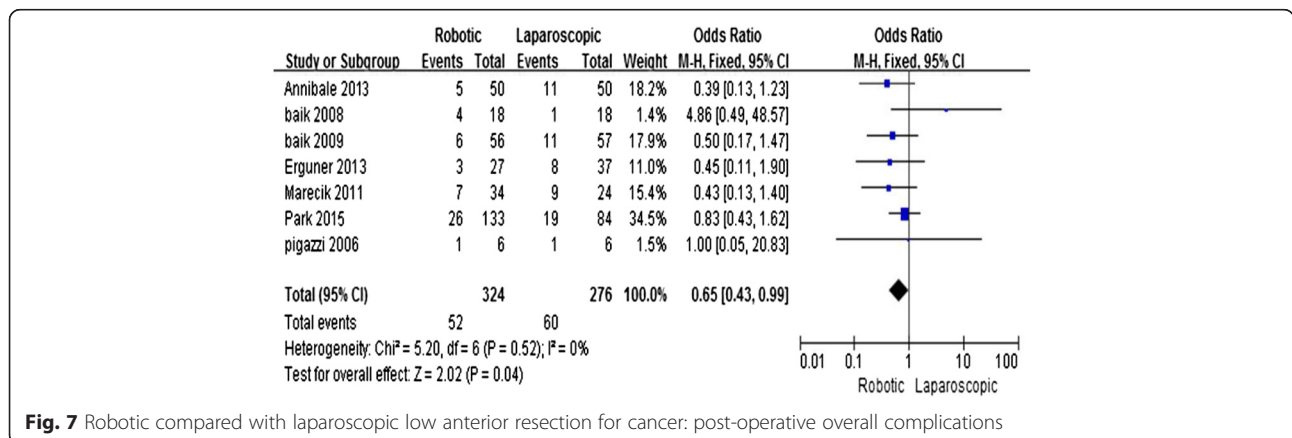 Robotic Laparoscopic Odds Ratio Odds Ratio
Study or Subgroup Events Total Events Total Weight M-H, Fixed, 95% CI M-H, Fixed, 95% CI
Annibale 2013 5 50 11 50 18.2% 0.39 [0.13, 1.23]
baik 2008 4 18 1 18 1.4% 4.86 [0.49, 48.57]
baik 2009 6 56 11 57 17.9% 0.50 [0.17, 1.47]
Erguner 2013 3 27 8 37 11.0% 0.45 [0.11, 1.90]
Marecik 2011 7 34 9 24 15.4% 0.43 [0.13, 1.40]
Park 2015 26 133 19 84 34.5% 0.83 [0.43, 1.62]
pigazzi 2006 1 6 1 6 1.5% 1.00 [0.05, 20.83]
Total (95% CI) 324 276 100.0% 0.65 [0.43, 0.99]
Total events 52 60
Heterogeneity: Chi² = 5.20, df = 6 (P = 0.52); I² = 0%
Test for overall effect: Z = 2.02 (P = 0.04)
0.01 0.1 1 10 100
Robotic Laparoscopic
Fig. 7 Robotic compared with laparoscopic low anterior resection for cancer: post-operative overall complications